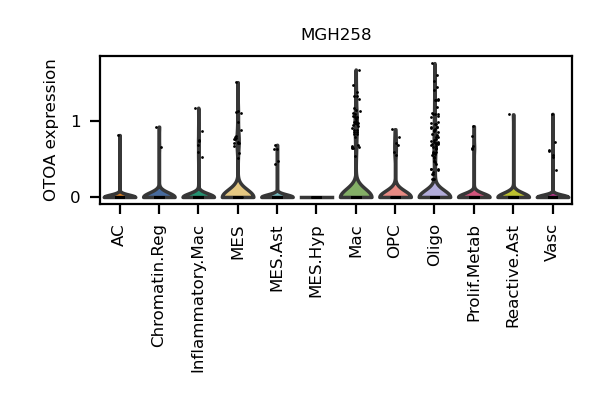 MGH258
OTOA expression
1
0
AC
Chromatin.Reg
Inflammatory.Mac
MES
MES.Ast
MES.Hyp
Mac
OPC
Oligo
Prolif.Metab
Reactive.Ast
Vasc